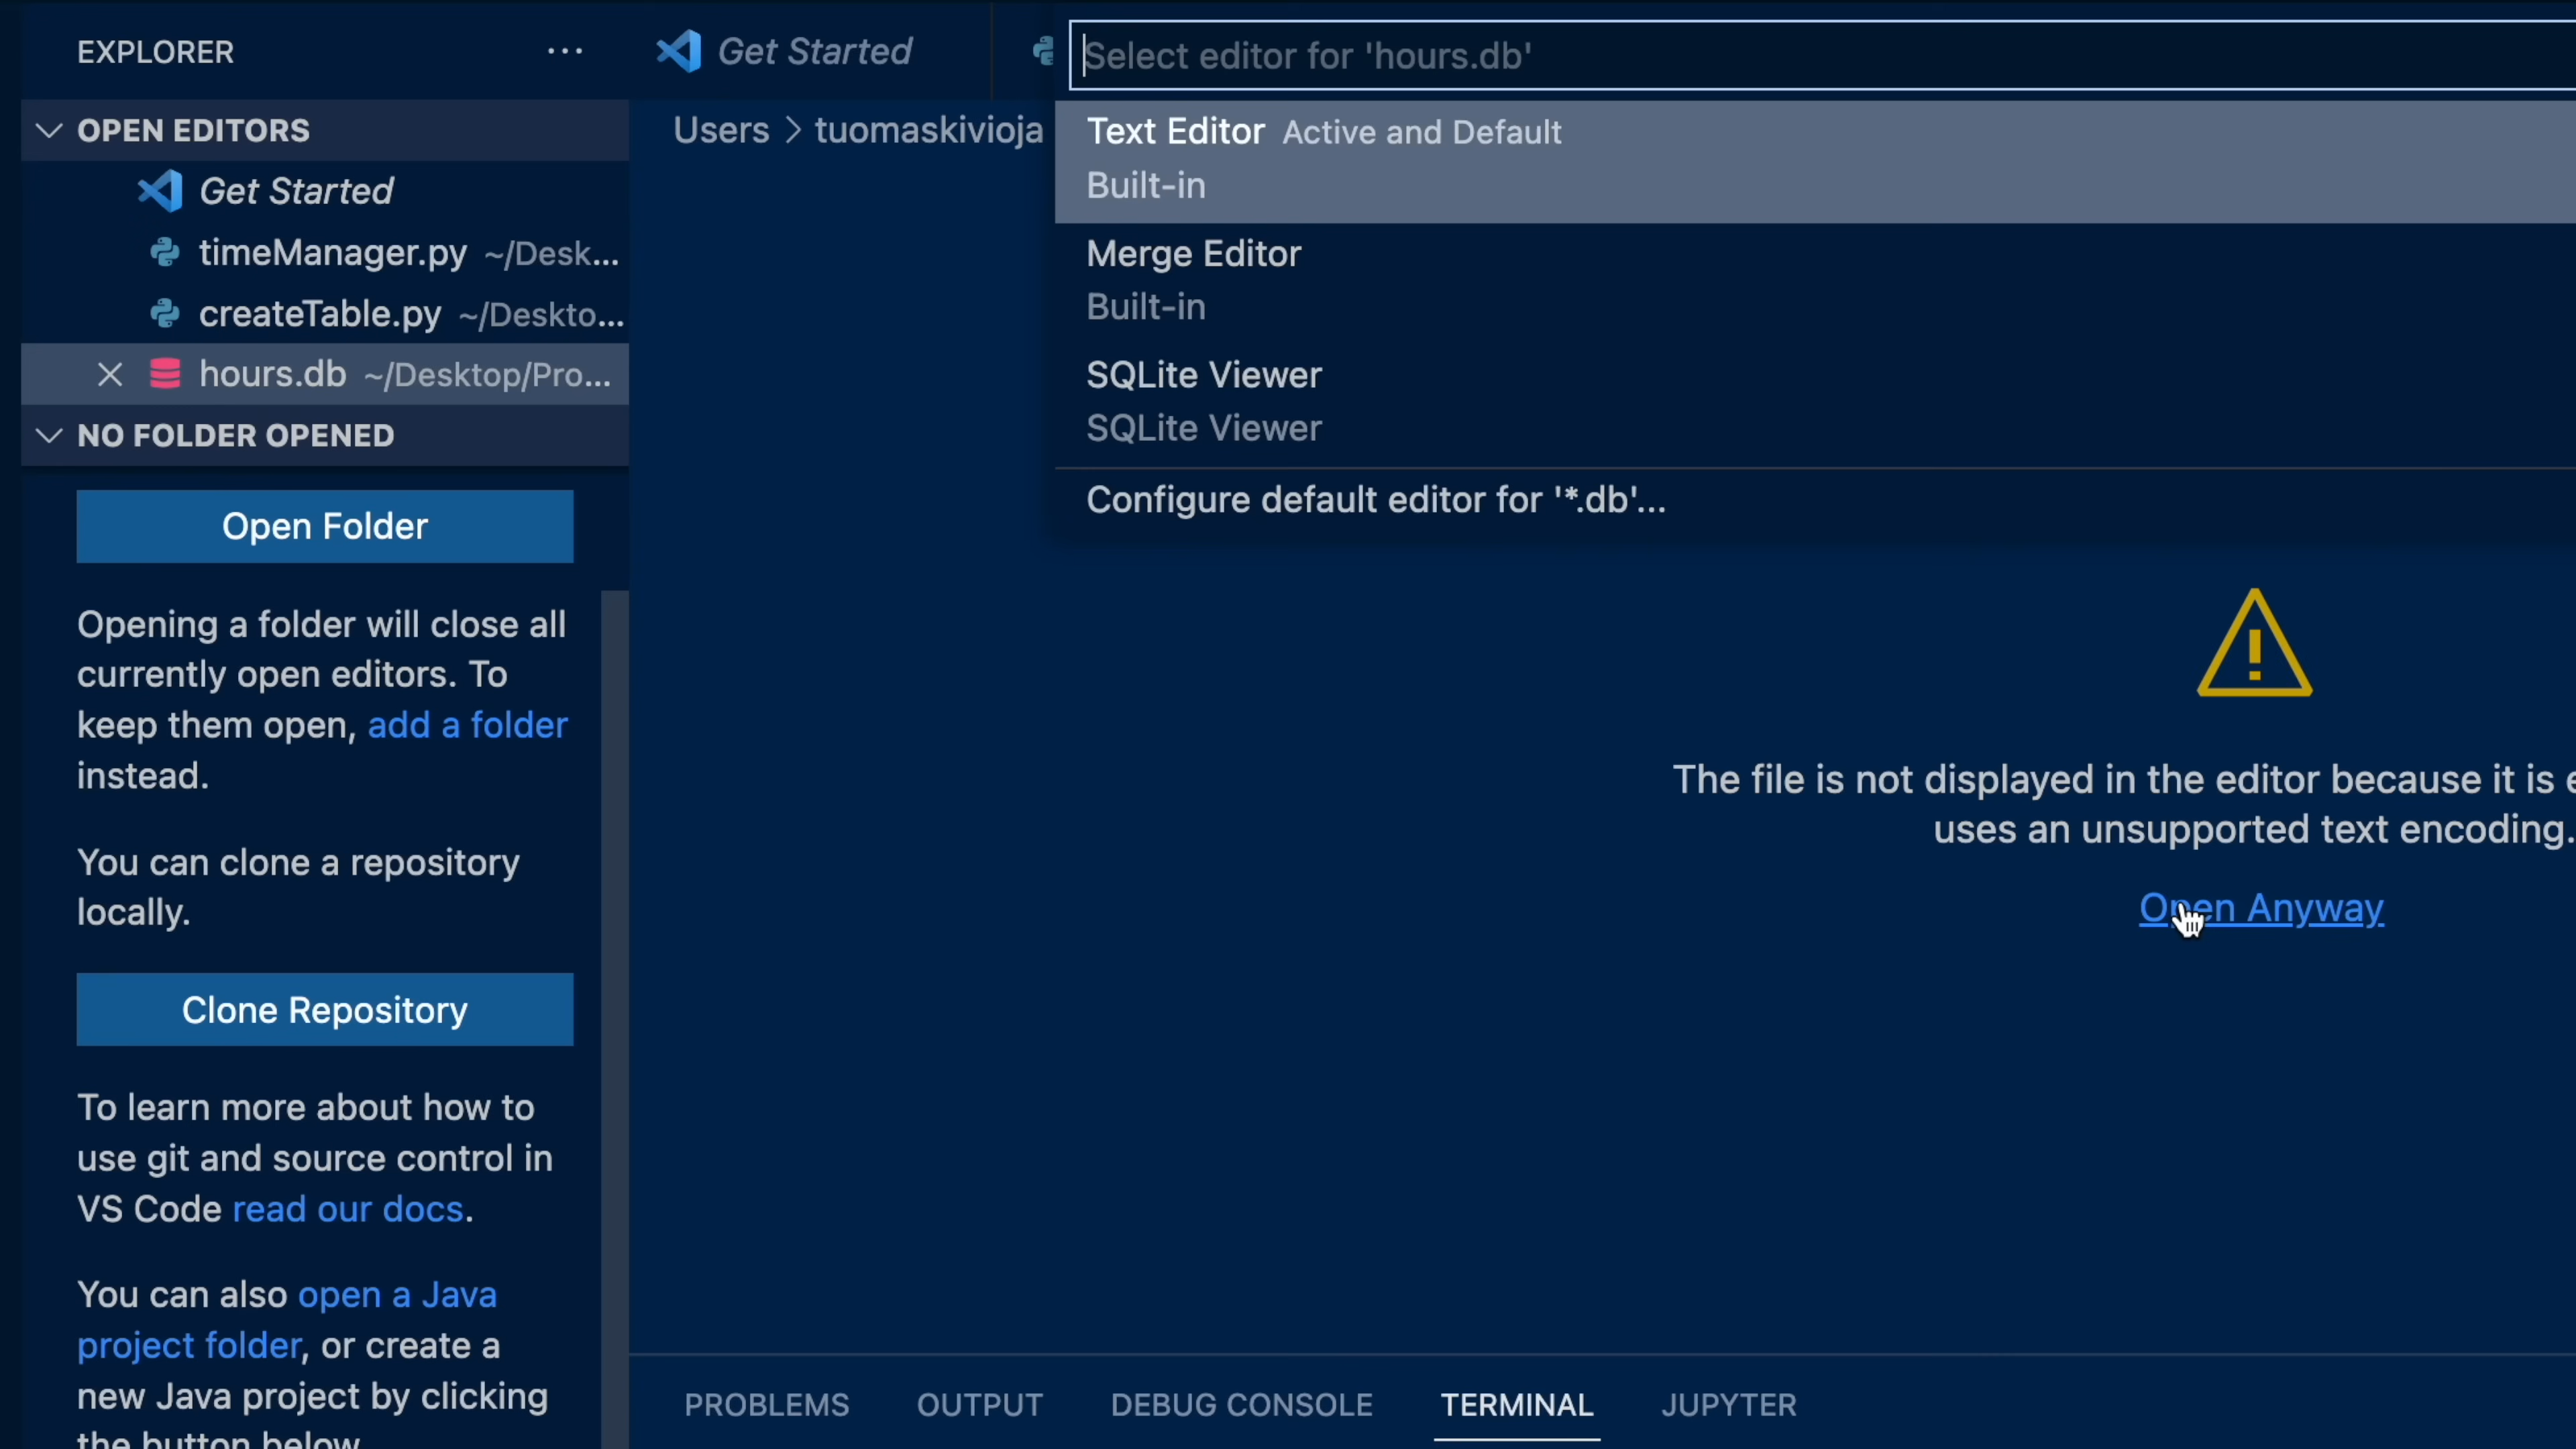 EXPLORER
OPEN EDITORS
Get Started
timeManager.py ~/Desk...
createTable.py ~/Deskto...
hours.db ~/Desktop/Pro...
NO FOLDER OPENED
Open Folder
Opening a folder will close all
currently open editors. To
keep them open, add a folder
instead.
You can clone a repository
locally.
Clone Repository
To learn more about how to
use git and source control in
VS Code read our docs.
You can also open a Java
project folder, or create a
new Java project by clicking
the button below.
Get Started
Users > tuomaskivioja
Select editor for 'hours.db'
Text Editor Active and Default
Built-in
Merge Editor
Built-in
SQLite Viewer
SQLite Viewer
Configure default editor for '*.db'...
The file is not displayed in the editor because it is
uses an unsupported text encoding.
Open Anyway
PROBLEMS OUTPUT DEBUG CONSOLE TERMINAL JUPYTER